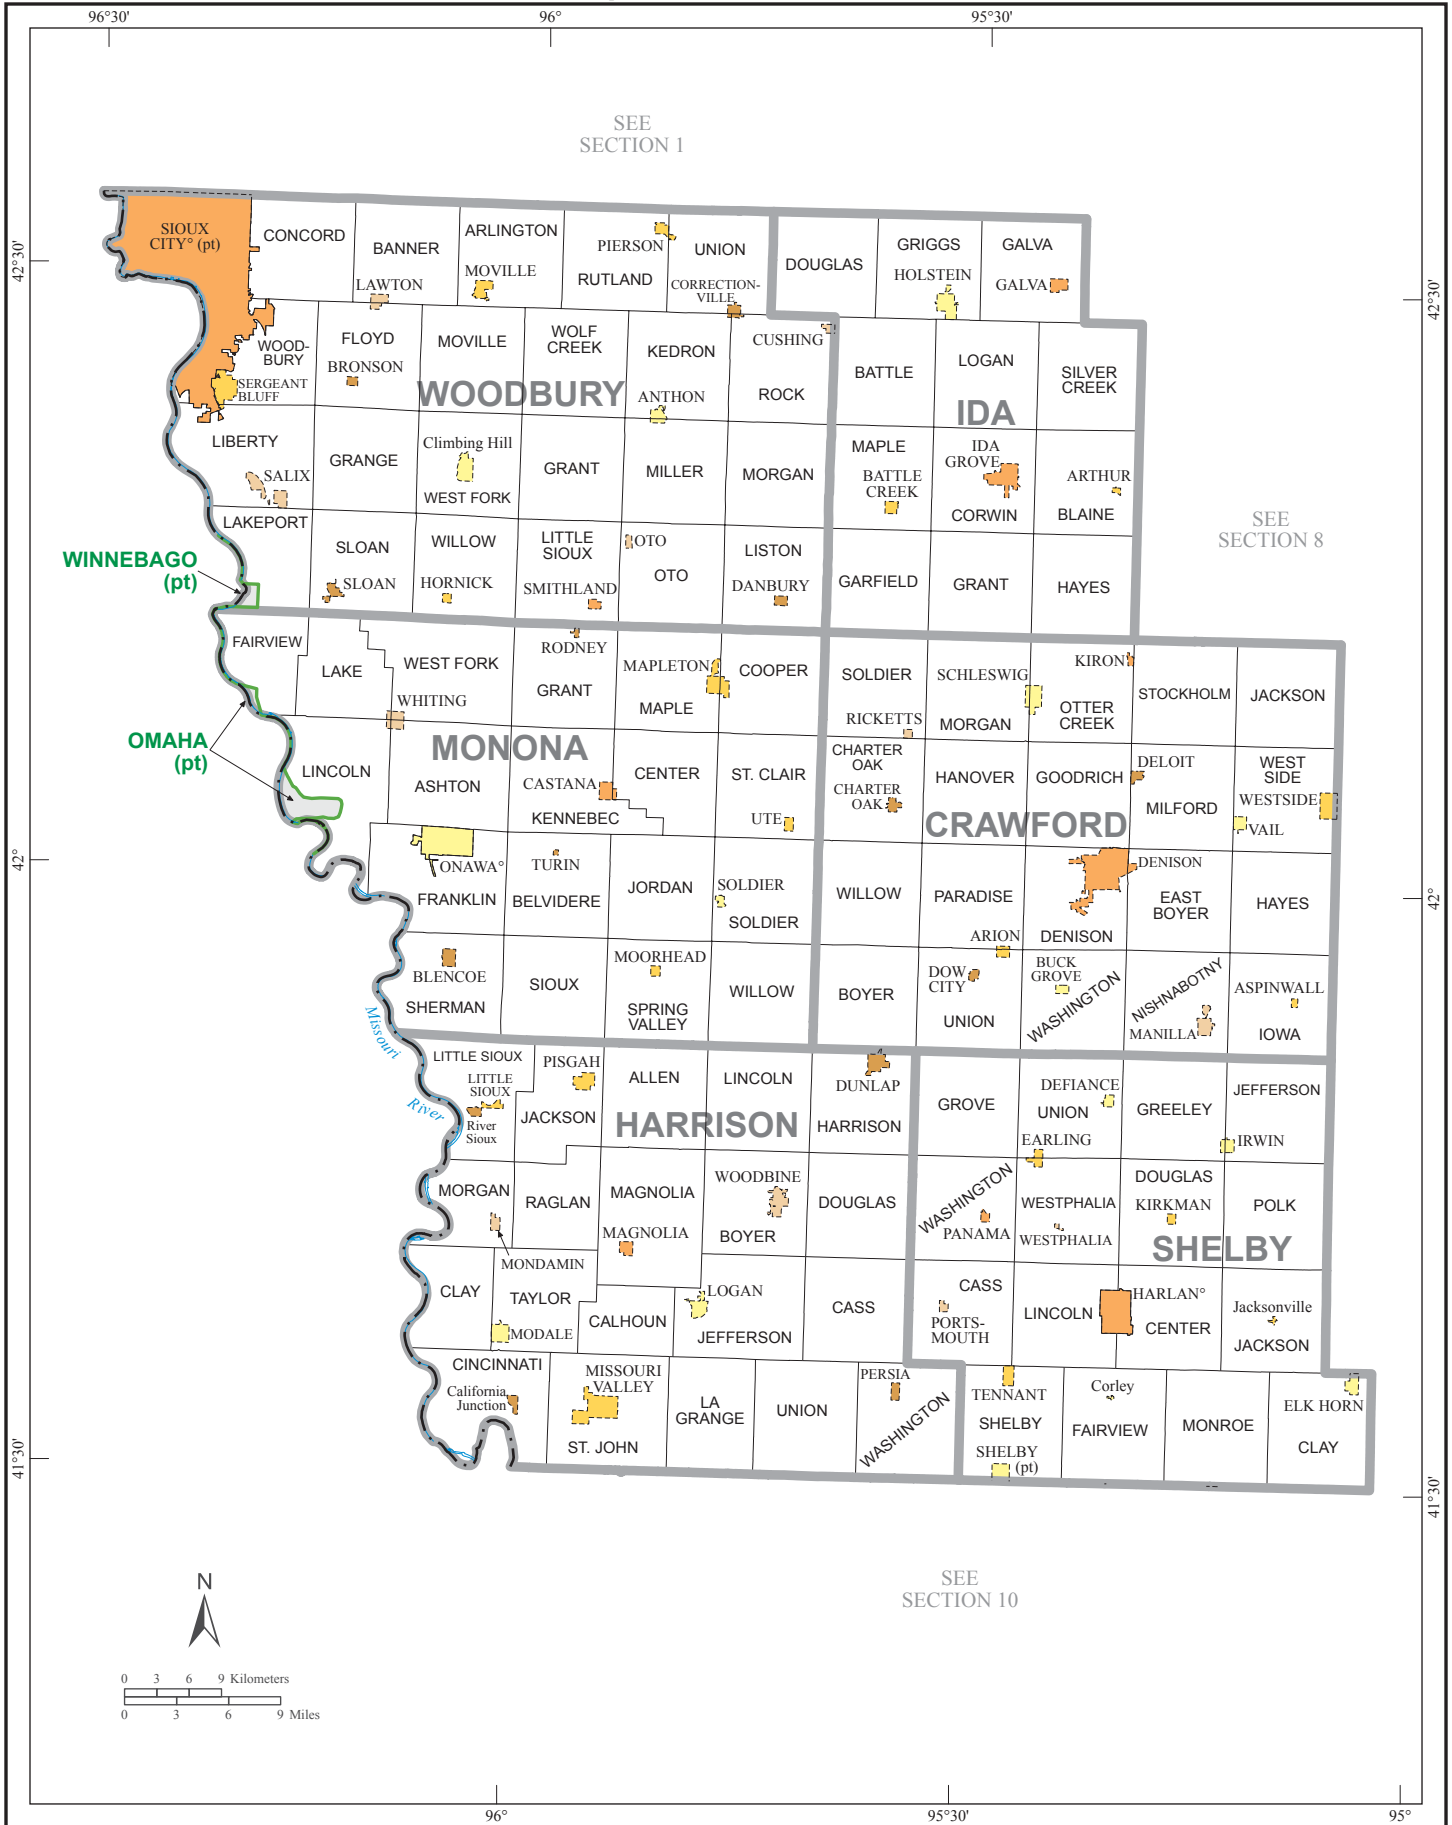 96°30'
96°
95°30'
SEE
SECTION 1
42°30'
42°30'
SIOUX
CITY° (pt)
CONCORD
BANNER
LAWTON
ARLINGTON
MOVILLE
PIERSON
RUTLAND
UNION
CORRECTION-
VILLE
DOUGLAS
GRIGGS
HOLSTEIN
GALVA
GALVA
WOOD-
BURY
SERGEANT
BLUFF
FLOYD
BRONSON
MOVILLE
WOLF
CREEK
KEDRON
ANTHON
CUSHING
ROCK
WOODBURY
BATTLE
LOGAN
SILVER
CREEK
IDA
LIBERTY
SALIX
GRANGE
Climbing Hill
WEST FORK
GRANT
MILLER
MORGAN
MAPLE
BATTLE
CREEK
IDA
GROVE
CORWIN
ARTHUR
BLAINE
SEE
SECTION 8
LAKEPORT
WINNEBAGO
(pt)
SLOAN
SLOAN
WILLOW
HORNICK
LITTLE
SIOUX
SMITHLAND
OTO
OTO
LISTON
DANBURY
GARFIELD
GRANT
HAYES
FAIRVIEW
LAKE
WEST FORK
WHITING
RODNEY
GRANT
MAPLETON
MAPLE
COOPER
SOLDIER
RICKETTS
SCHLESWIG
MORGAN
KIRON
OTTER
CREEK
STOCKHOLM
JACKSON
OMAHA
(pt)
LINCOLN
MONONA
ASHTON
CASTANA
KENNEBEC
CENTER
ST. CLAIR
UTE
CHARTER
OAK
CHARTER
OAK
HANOVER
GOODRICH
DELOIT
MILFORD
WEST
SIDE
WESTSIDE
VAIL
CRAWFORD
42°
42°
ONAWA°
FRANKLIN
TURIN
BELVIDERE
JORDAN
SOLDIER
SOLDIER
WILLOW
PARADISE
ARION
DENISON
DENISON
EAST
BOYER
HAYES
BLENCOE
SHERMAN
SIOUX
MOORHEAD
SPRING
VALLEY
WILLOW
BOYER
DOW
CITY
UNION
BUCK
GROVE
WASHINGTON
NISHNABOTNY
MANILLA
ASPINWALL
IOWA
Missouri
River
LITTLE SIOUX
LITTLE
SIOUX
River
Sioux
PISGAH
JACKSON
ALLEN
LINCOLN
DUNLAP
HARRISON
HARRISON
GROVE
DEFIANCE
UNION
EARLING
GREELEY
JEFFERSON
IRWIN
MORGAN
MONDAMIN
RAGLAN
MAGNOLIA
MAGNOLIA
WOODBINE
BOYER
DOUGLAS
WASHINGTON
PANAMA
WESTPHALIA
WESTPHALIA
DOUGLAS
KIRKMAN
POLK
SHELBY
CLAY
TAYLOR
MODALE
CALHOUN
LOGAN
JEFFERSON
CASS
CASS
PORTS-
MOUTH
LINCOLN
HARLAN°
CENTER
Jacksonville
JACKSON
CINCINNATI
California
Junction
MISSOURI
VALLEY
ST. JOHN
LA
GRANGE
UNION
PERSIA
WASHINGTON
TENNANT
SHELBY
SHELBY
(pt)
Corley
FAIRVIEW
MONROE
ELK HORN
CLAY
41°30'
41°30'
SEE
SECTION 10
N
0 3 6 9 Kilometers
0 3 6 9 Miles
96°
95°30'
95°